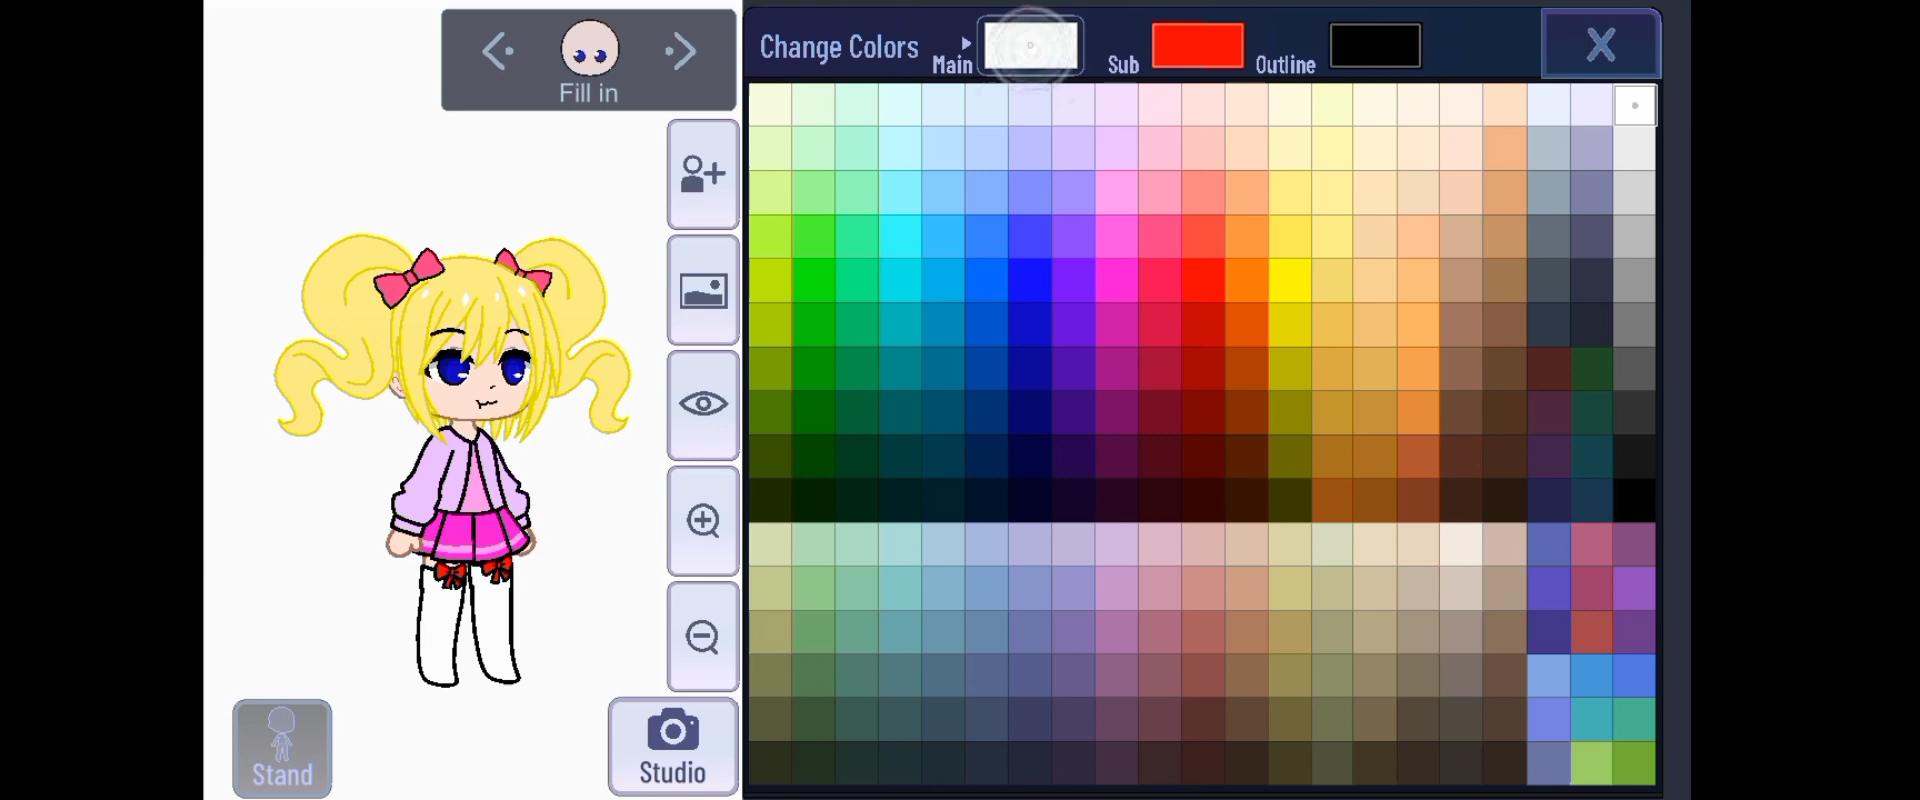 Fill in
Change Colors
Main
Sub
Outline
X
Stand
Studio